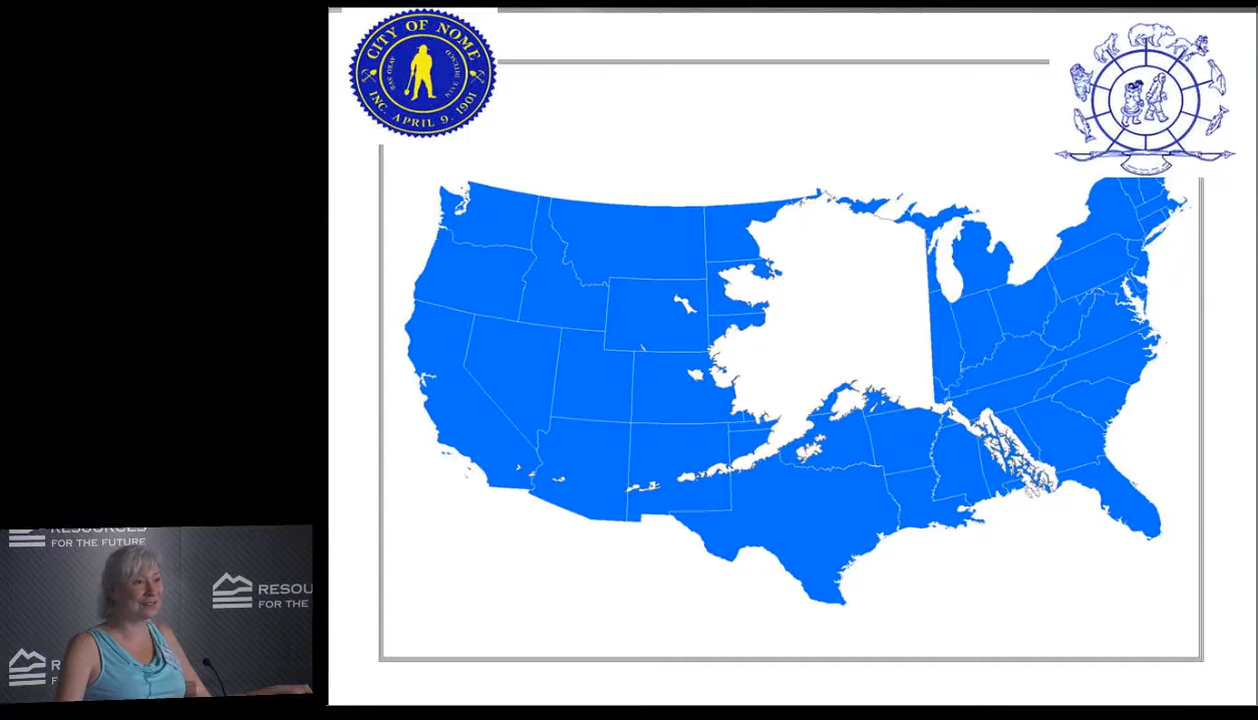 CITY OF NOME
INC. APRIL 9, 1901
RESOURCES
FOR THE FUTURE
RESOU
FOR THE
R
F